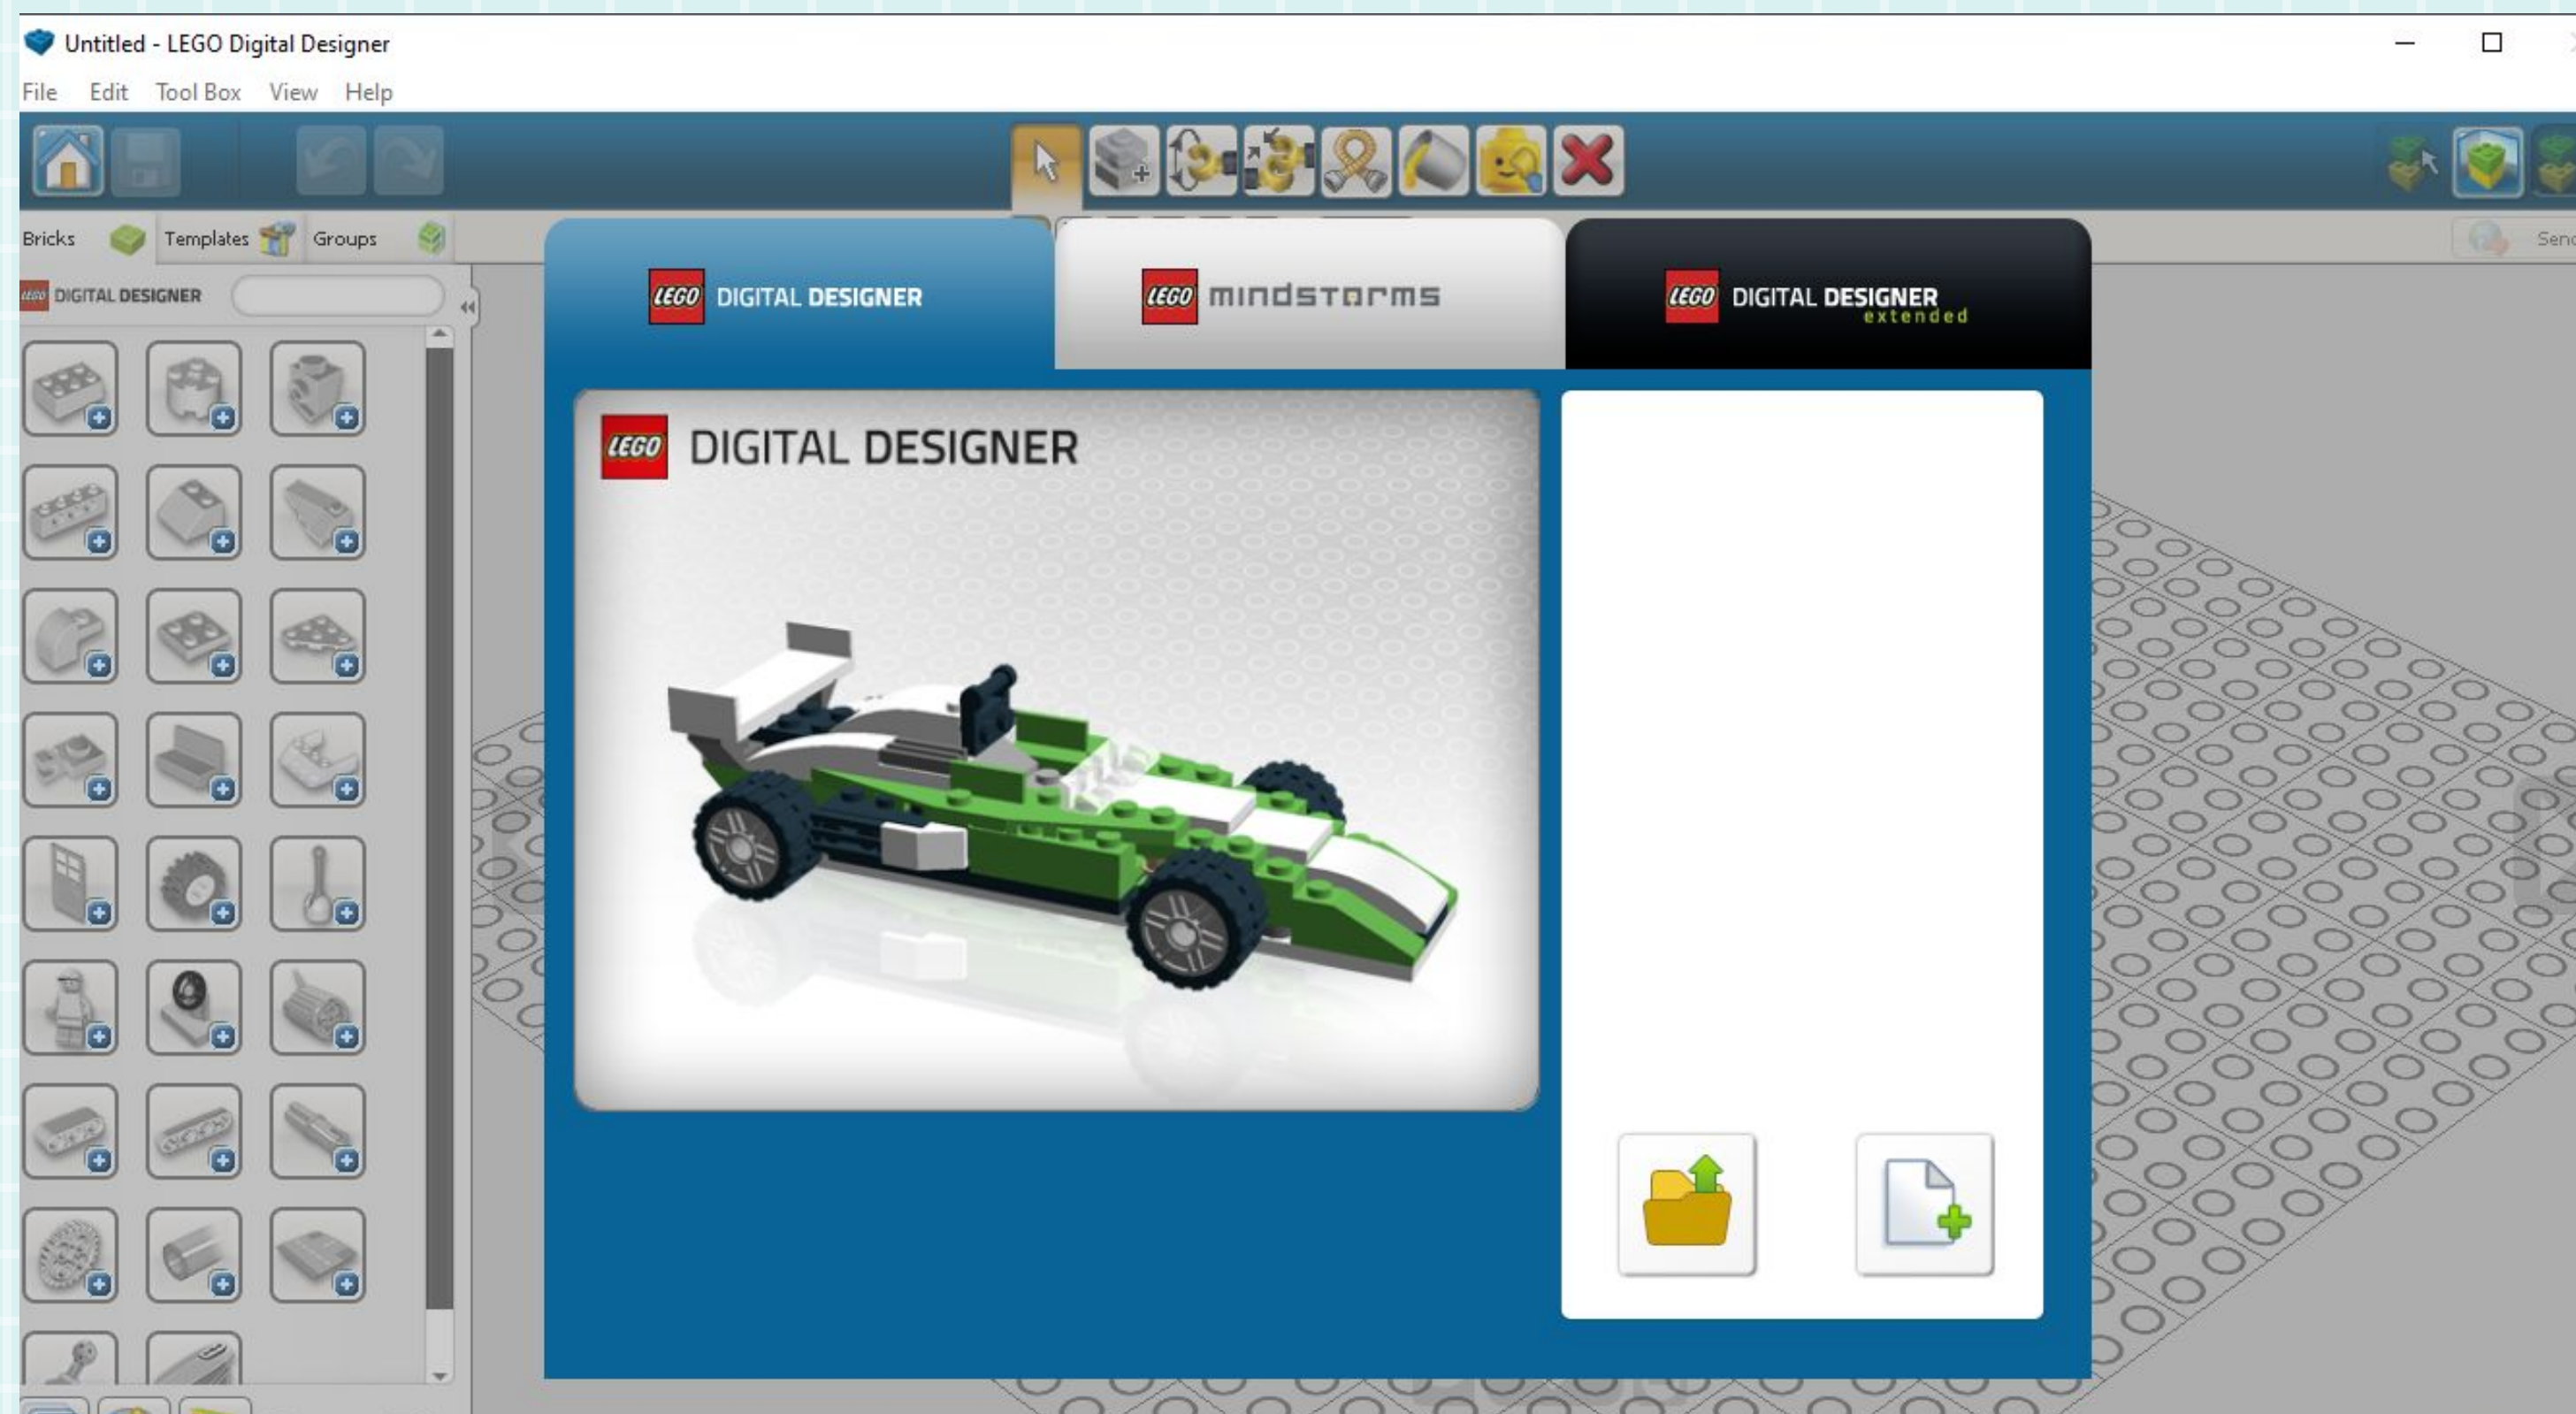 Untitled - LEGO Digital Designer
File Edit Tool Box View Help
Bricks Templates Groups
Send
LEGO DIGITAL DESIGNER
LEGO DIGITAL DESIGNER
LEGO mindstorms
LEGO DIGITAL DESIGNER
extended
LEGO DIGITAL DESIGNER